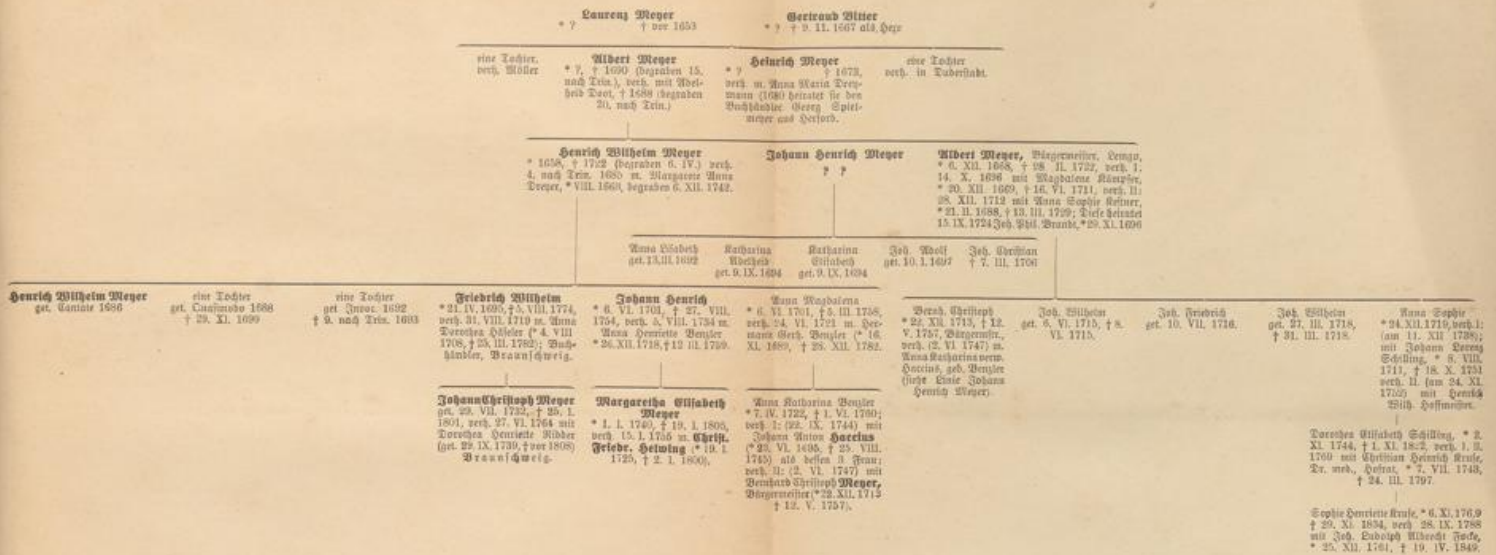 Laurenz Meyer
* ? † vor 1653
Gertraud Bitter
* ? † 9. 11. 1667 als Hexe
eine Tochter,
verh. Möller
Albert Meyer
* ?, † 1690 (begraben 15.
nach Trin.), verh. mit Adel-
heid Doot, † 1688 (begraben
20. nach Trin.)
Heinrich Meyer
* ? † 1673,
verh. m. Anna Maria Drey-
mann (1680 heiratet sie den
Buchhändler Georg Spiel-
meyer aus Herford.
eine Tochter
verh. in Duderstadt.
Henrich Wilhelm Meyer
* 1658, † 1722 (begraben 6. IV.) verh.
4. nach Trin. 1685 m. Margarete Anna
Dreyer, * VIII. 1663, begraben 6. XII. 1742.
Johann Henrich Meyer
? ?
Albert Meyer, Bürgermeister, Lemgo,
* 6. XII. 1668, † 28. II. 1722, verh. I.
14. X. 1696 mit Magdalene Kämpfer,
* 20. XII. 1669, † 16. VI. 1711, verh. II:
28. XII. 1712 mit Anna Sophie Kestner,
* 21. II. 1688, † 13. III. 1729; Diese heiratet
15. IX. 1724 Joh. Phil. Brandt, * 29. XI. 1696
Anna Lisabeth
get. 13. III. 1692
Katharina
Adelheid
get. 9. IX. 1694
Katharina
Elisabeth
get. 9. IX. 1694
Joh. Adolf
get. 10. I. 1697
Joh. Christian
† 7. III. 1706
Henrich Wilhelm Meyer
get. Cantate 1686
eine Tochter
get. Quasimodo 1688
† 29. XI. 1699
eine Tochter
get Invoc. 1692
† 9. nach Trin. 1693
Friedrich Wilhelm
* 21. IV. 1695, † 5. VIII. 1774,
verh. 31. VIII. 1719 m. Anna
Dorothea Häseler (* 4. VIII
1708, † 25. III. 1782); Buch-
händler, Braunschweig.
Johann Henrich
* 6. VI. 1701, † 27. VIII.
1754, verh. 5. VIII. 1734 m.
Anna Henriette Benzler
* 26. XII. 1718, † 12 III. 1759.
Anna Magdalena
* 6. VI. 1701, † 5. III. 1758,
verh. 24. VI. 1721 m. Her-
mann Gerh. Benzler (* 16.
XI. 1689, † 28. XII. 1782.
Bernh. Christoph
* 22. XII. 1713, † 12.
V. 1757, Bürgermstr.,
verh. (2. VI. 1747) m.
Anna Katharina verw.
Haccius, geb. Benzler
(siehe Linie Johann
Henrich Meyer).
Joh. Wilhelm
get. 6. VI. 1715, † 8.
VI. 1715.
Joh. Friedrich
get. 10. VII. 1716.
Joh. Wilhelm
get. 27. III. 1718,
† 31. III. 1718.
Anna Sophie
* 24. XII. 1719, verh. I:
(am 11. XII 1738);
mit Johann Lorenz
Schilling, * 8. VIII.
1711, † 18. X. 1751
verh. II. (am 24. XI.
1752) mit Henrich
Wilh. Hoffmeister.
Johann Christoph Meyer
get. 29. VII. 1732, † 25. I.
1801, verh. 27. VI. 1764 mit
Dorothea Henriette Ridder
(get. 29. IX. 1739, † vor 1808)
Braunschweig.
Margaretha Elisabeth
Meyer
* 1. I. 1740, † 19. I. 1805,
verh. 15. I. 1755 m. Christ.
Friedr. Helwing (* 19. I.
1725, † 2. I. 1800).
Anna Katharina Benzler
* 7. IV. 1722, † 1. VI. 1760;
verh. I: (22. IX. 1744) mit
Johann Anton Haccius
(* 23. VI. 1695, † 25. VIII.
1745) als dessen 3 Frau;
verh. II: (2. VI. 1747) mit
Bernhard Christoph Meyer,
Bürgermeister (* 22. XII. 1713
† 12. V. 1757).
Dorothea Elisabeth Schilling, * 2.
XI. 1744, † 1. XI. 1822, verh. 1. II.
1760 mit Christian Heinrich Kruse,
Dr. med., Hofrat, * 7. VII. 1743,
† 24. III. 1797.
Sophie Henriette Kruse, * 6. XI. 176,9
† 29. XI. 1834, verh 28. IX. 1788
mit Joh. Ludolph Albrecht Focke,
* 25. XII. 1761, † 19. IV. 1849.